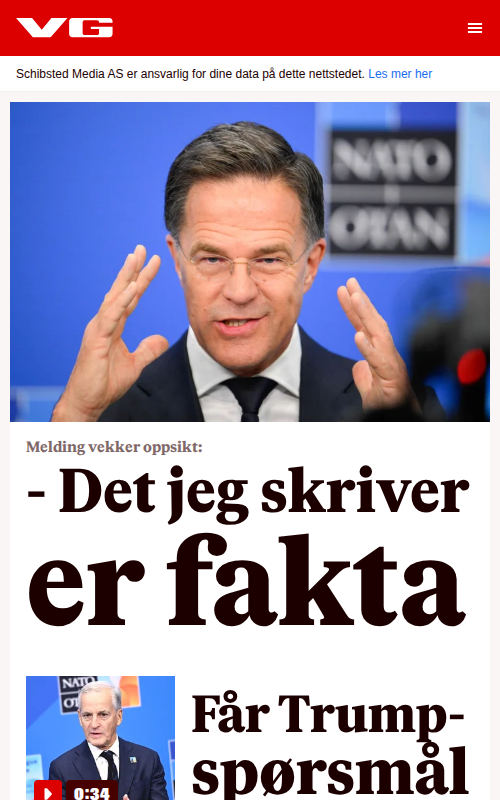 VG
Schibsted Media AS er ansvarlig for dine data på dette nettstedet. Les mer her
NATO
OTAN
Melding vekker oppsikt:
- Det jeg skriver
er fakta
NATO
Får Trump-
spørsmål
0:34